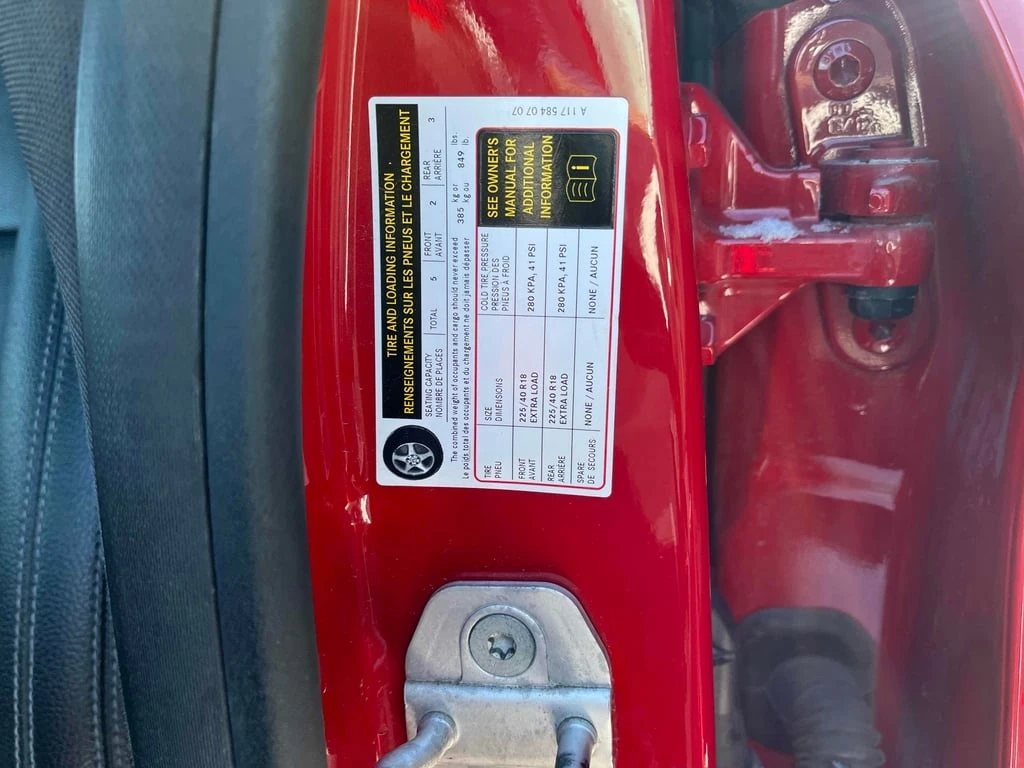 TIRE AND LOADING INFORMATION
RENSEIGNEMENTS SUR LES PNEUS ET LE CHARGEMENT
SEATING CAPACITY TOTAL 5 FRONT 2 REAR 3
NOMBRE DE PLACES AVANT ARRIÈRE
The combined weight of occupants and cargo should never exceed 385 kg or 849 lbs.
Le poids total des occupants et du chargement ne doit jamais dépasser kg ou lb.
TIRE SIZE COLD TIRE PRESSURE
PNEU DIMENSIONS PRESSION DES
PNEUS À FROID
FRONT 225/40 R18 280 KPA, 41 PSI
AVANT EXTRA LOAD
REAR 225/40 R18 280 KPA, 41 PSI
ARRIÈRE EXTRA LOAD
SPARE NONE / AUCUN NONE / AUCUN
DE SECOURS
SEE OWNER'S
MANUAL FOR
ADDITIONAL
INFORMATION
i
A 117 584 07 07